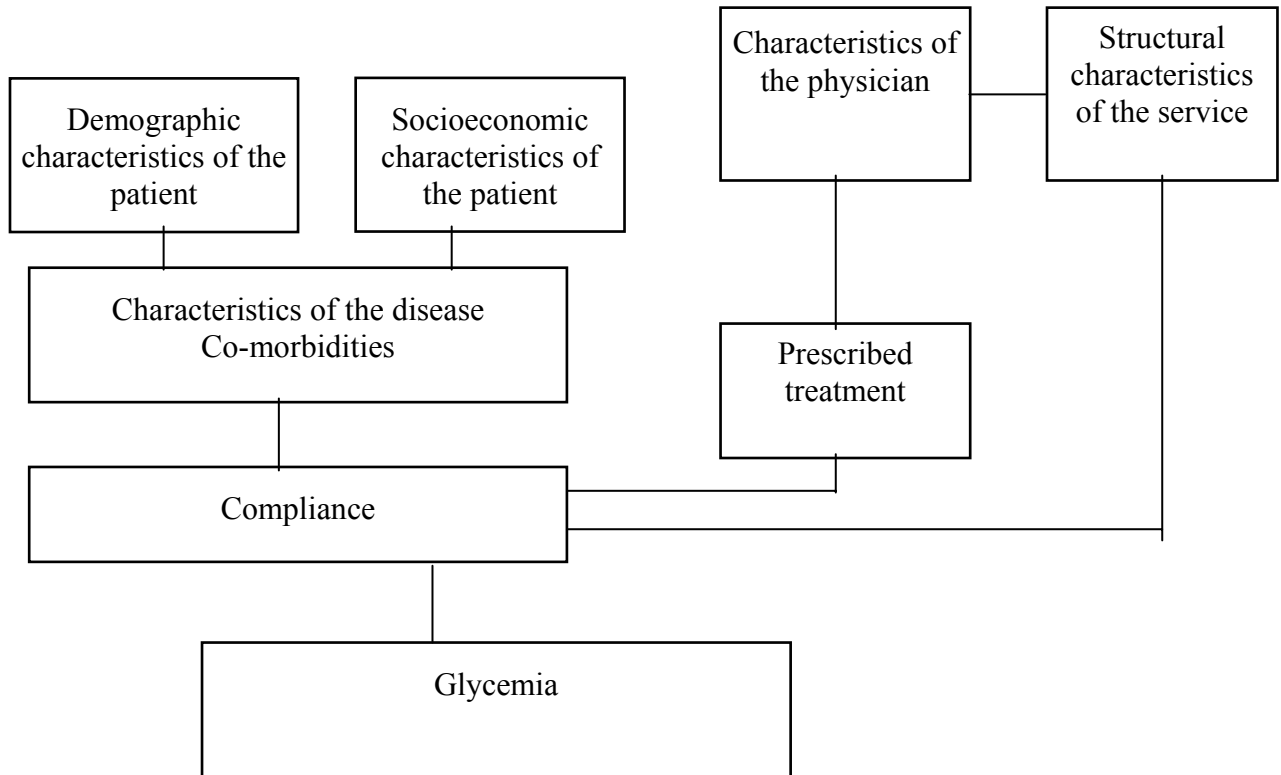 Demographic
characteristics of the
patient
Socioeconomic
characteristics of
the patient
Characteristics of
the physician
Structural
characteristics
of the service
Characteristics of the disease
Co-morbidities
Prescribed
treatment
Compliance
Glycemia